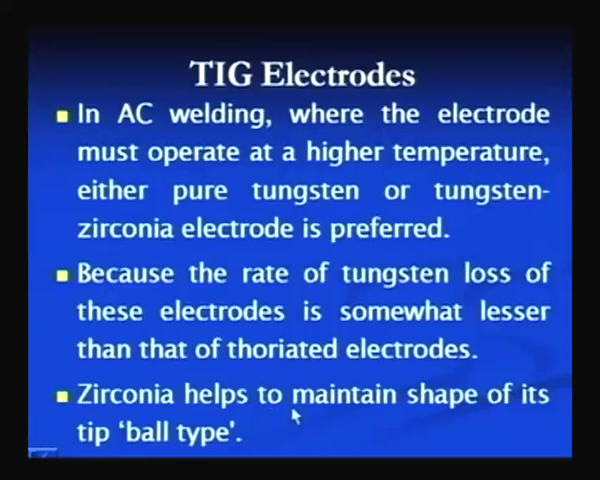 TIG Electrodes
In AC welding, where the electrode
must operate at a higher temperature,
either pure tungsten or tungsten-
zirconia electrode is preferred.
Because the rate of tungsten loss of
these electrodes is somewhat lesser
than that of thoriated electrodes.
Zirconia helps to maintain shape of its
tip ‘ball type'.